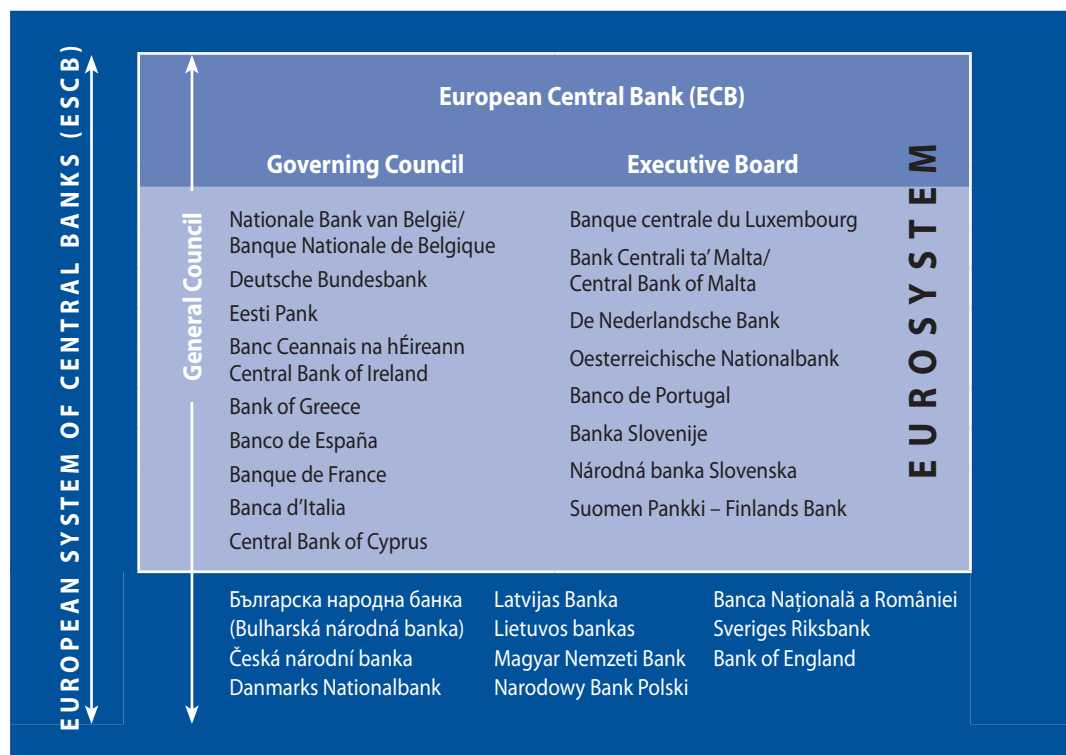 EUROPEAN SYSTEM OF CENTRAL BANKS (ESCB)
General Council
European Central Bank (ECB)
Governing Council
Executive Board
EUROSYSTEM
Nationale Bank van België/
Banque Nationale de Belgique
Deutsche Bundesbank
Eesti Pank
Banc Ceannais na hÉireann
Central Bank of Ireland
Bank of Greece
Banco de España
Banque de France
Banca d’Italia
Central Bank of Cyprus
Banque centrale du Luxembourg
Bank Centrali ta’ Malta/
Central Bank of Malta
De Nederlandsche Bank
Oesterreichische Nationalbank
Banco de Portugal
Banka Slovenije
Národná banka Slovenska
Suomen Pankki – Finlands Bank
Българска народна банка
(Bulharská národná banka)
Česká národní banka
Danmarks Nationalbank
Latvijas Banka
Lietuvos bankas
Magyar Nemzeti Bank
Narodowy Bank Polski
Banca Națională a României
Sveriges Riksbank
Bank of England